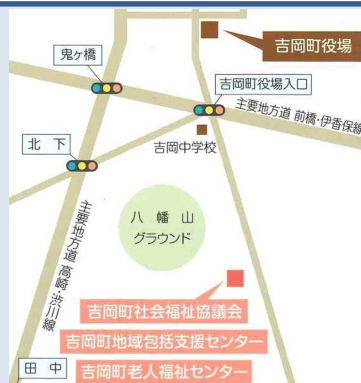 吉岡町役場
鬼ヶ橋
吉岡町役場入口
主要地方道 前橋・伊香保線
北 下
吉岡中学校
八 幡 山
グラウンド
主要地方道 高崎・渋川線
吉岡町社会福祉協議会
吉岡町地域包括支援センター
田 中
吉岡町老人福祉センター